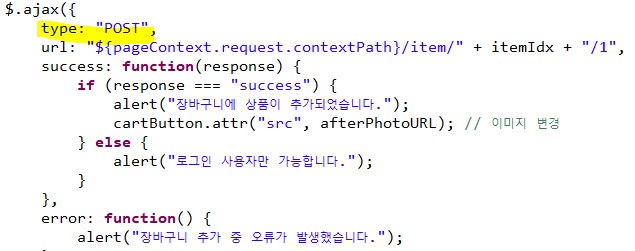 $.ajax({
type: "POST",
url: "${pageContext.request.contextPath}/item/" + itemIdx + "/1",
success: function(response) {
if (response === "success") {
alert("장바구니에 상품이 추가되었습니다.");
cartButton.attr("src", afterPhotoURL); // 이미지 변경
} else {
alert("로그인 사용자만 가능합니다.");
}
},
error: function() {
alert("장바구니 추가 중 오류가 발생했습니다.");